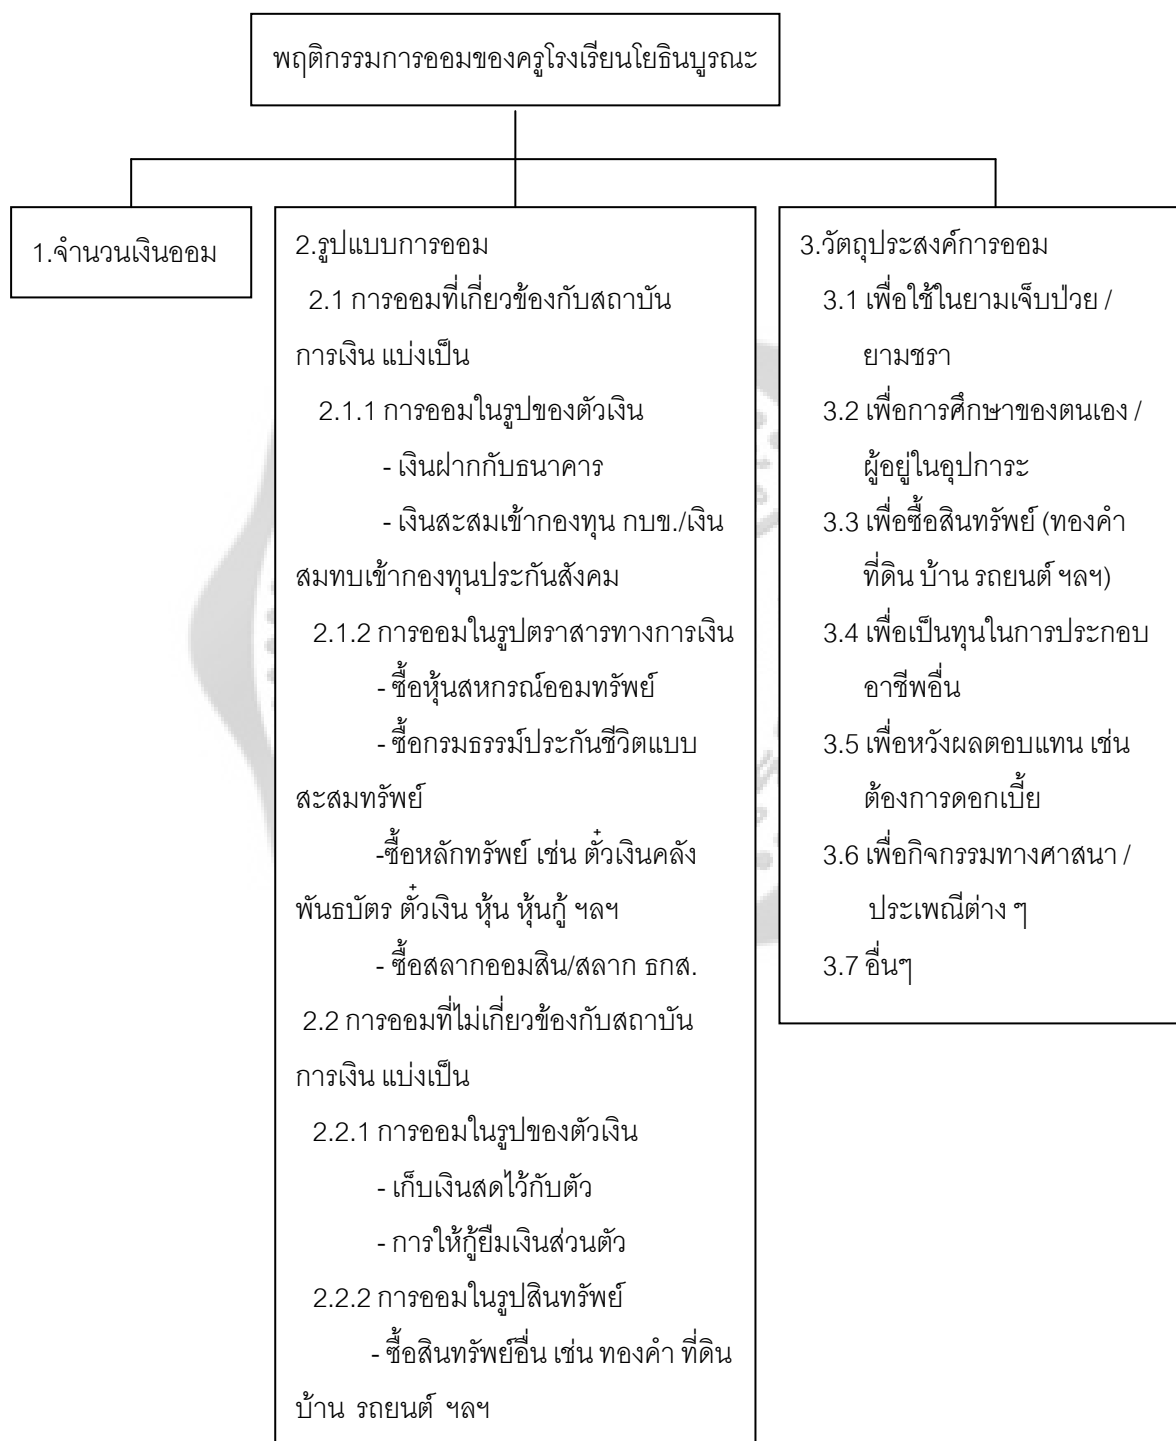 พฤติกรรมการออมของครูโรงเรียนโยธินบูรณะ
1.จำนวนเงินออม
2.รูปแบบการออม
2.1 การออมที่เกี่ยวข้องกับสถาบัน
การเงิน แบ่งเป็น
2.1.1 การออมในรูปของตัวเงิน
- เงินฝากกับธนาคาร
- เงินสะสมเข้ากองทุน กบข./เงิน
สมทบเข้ากองทุนประกันสังคม
2.1.2 การออมในรูปตราสารทางการเงิน
- ซื้อหุ้นสหกรณ์ออมทรัพย์
- ซื้อกรมธรรม์ประกันชีวิตแบบ
สะสมทรัพย์
-ซื้อหลักทรัพย์ เช่น ตั๋วเงินคลัง
พันธบัตร ตั๋วเงิน หุ้น หุ้นกู้ ฯลฯ
- ซื้อสลากออมสิน/สลาก ธกส.
2.2 การออมที่ไม่เกี่ยวข้องกับสถาบัน
การเงิน แบ่งเป็น
2.2.1 การออมในรูปของตัวเงิน
- เก็บเงินสดไว้กับตัว
- การให้กู้ยืมเงินส่วนตัว
2.2.2 การออมในรูปสินทรัพย์
- ซื้อสินทรัพย์อื่น เช่น ทองคำ ที่ดิน
บ้าน รถยนต์ ฯลฯ
3.วัตถุประสงค์การออม
3.1 เพื่อใช้ในยามเจ็บป่วย /
ยามชรา
3.2 เพื่อการศึกษาของตนเอง /
ผู้อยู่ในอุปการะ
3.3 เพื่อซื้อสินทรัพย์ (ทองคำ
ที่ดิน บ้าน รถยนต์ ฯลฯ)
3.4 เพื่อเป็นทุนในการประกอบ
อาชีพอื่น
3.5 เพื่อหวังผลตอบแทน เช่น
ต้องการดอกเบี้ย
3.6 เพื่อกิจกรรมทางศาสนา /
ประเพณีต่าง ๆ
3.7 อื่นๆ